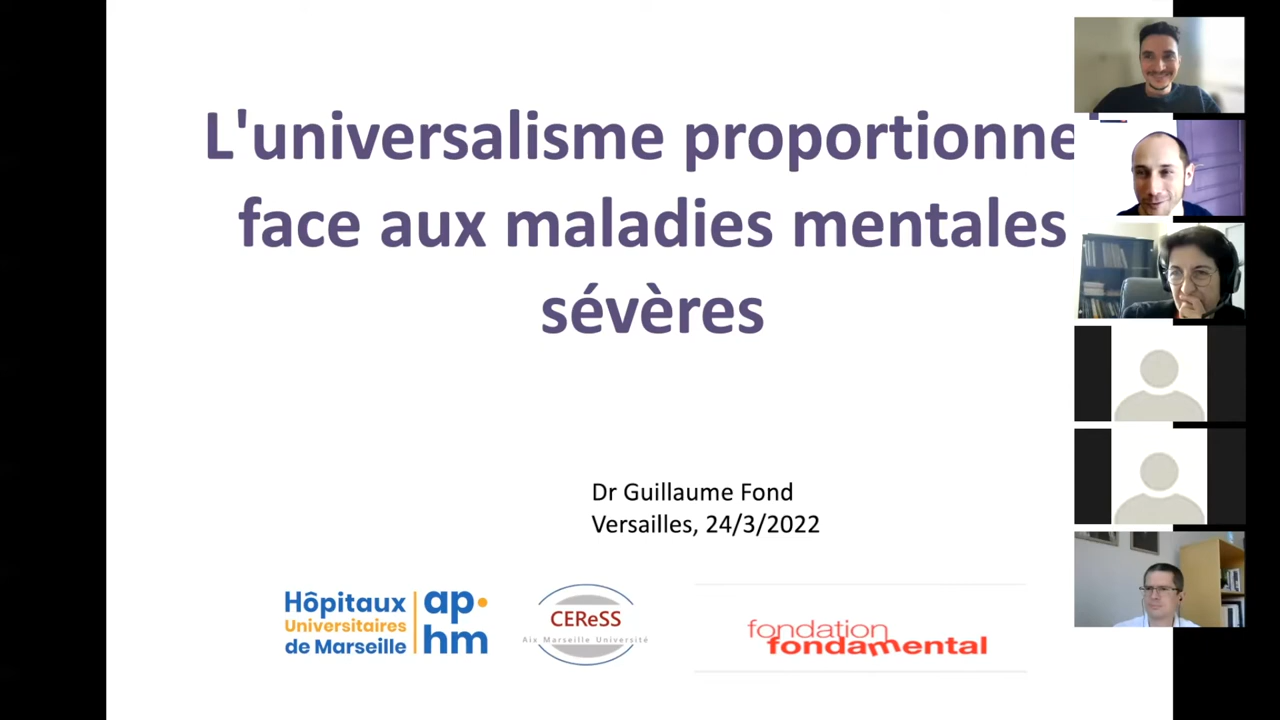 L'universalisme proportionne
face aux maladies mentales
sévères
Dr Guillaume Fond
Versailles, 24/3/2022
Hôpitaux
Universitaires
de Marseille
ap.
hm
CEReSS
Aix Marseille Université
fondation
fondamental